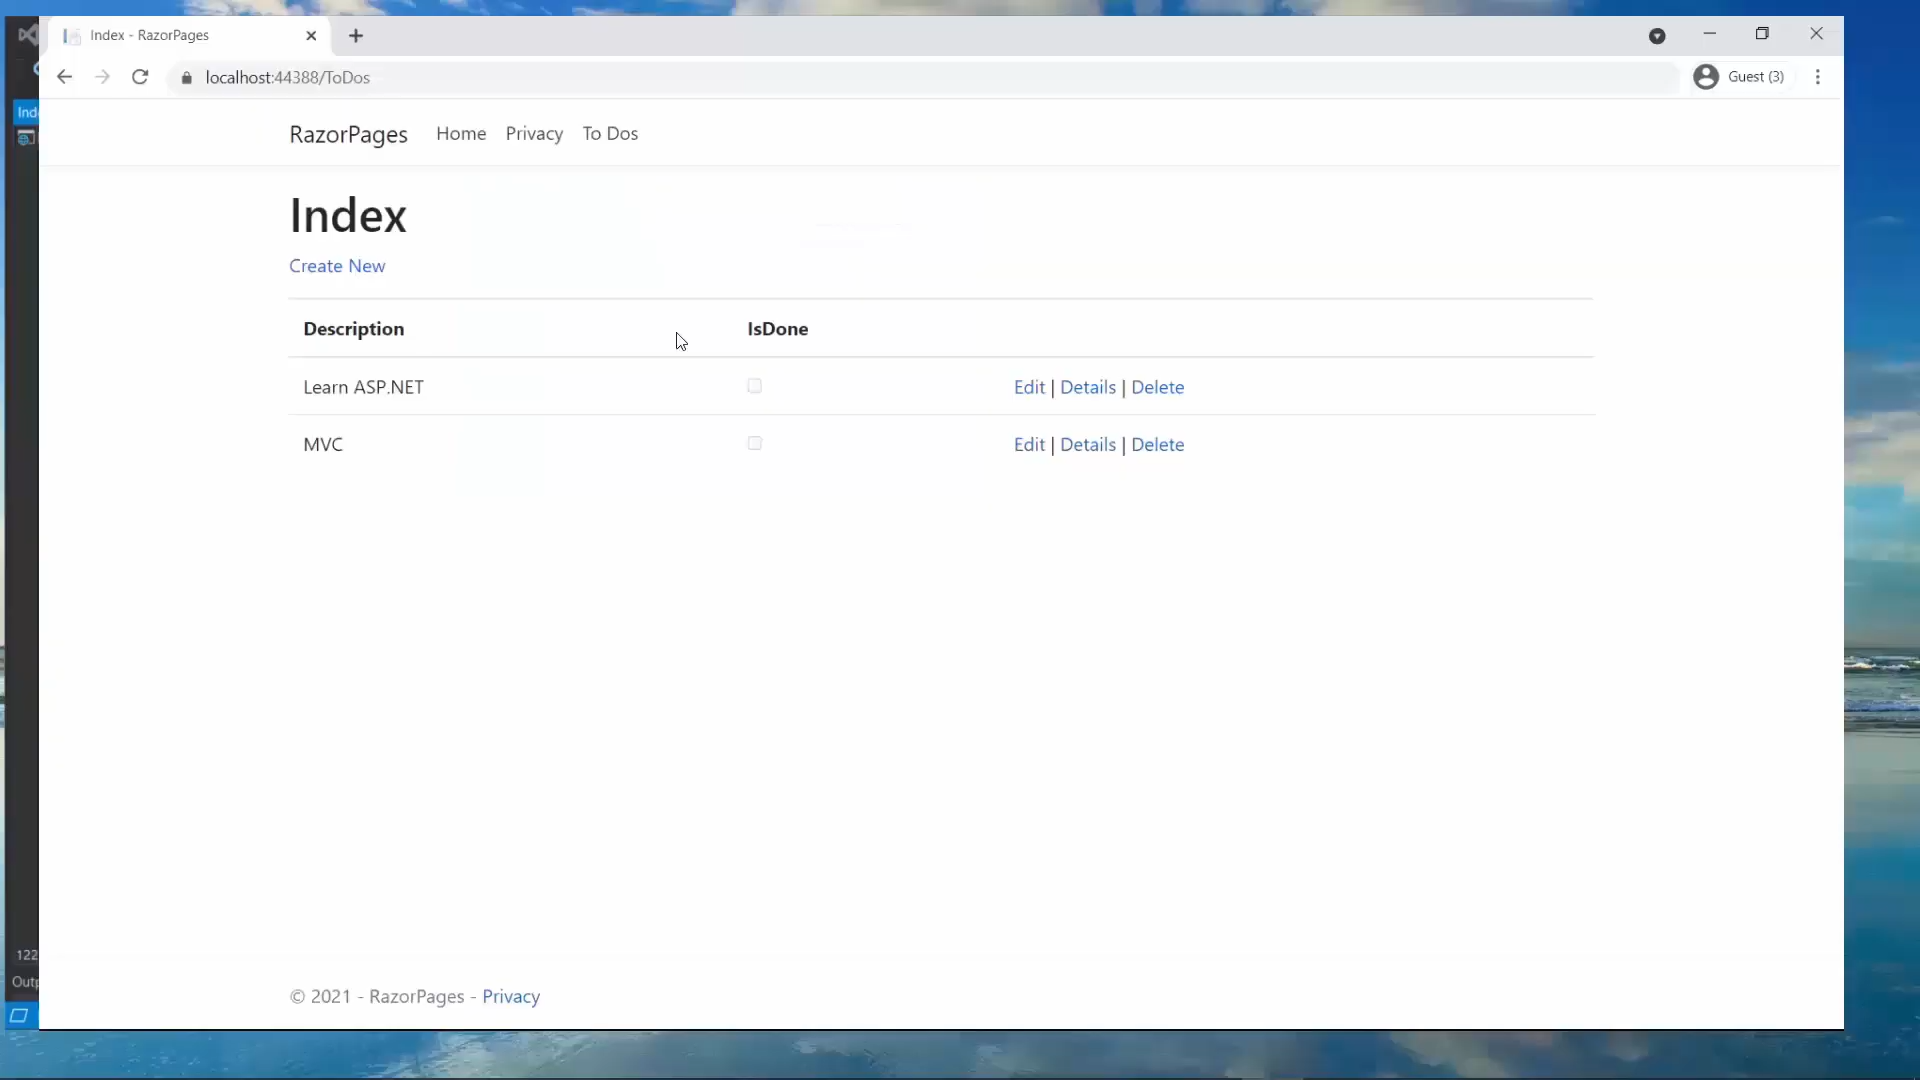 Index - RazorPages
localhost:44388/ToDos
Guest (3)
RazorPages Home Privacy To Dos
Index
Create New
Description IsDone
Learn ASP.NET Edit | Details | Delete
MVC Edit | Details | Delete
© 2021 - RazorPages - Privacy
122